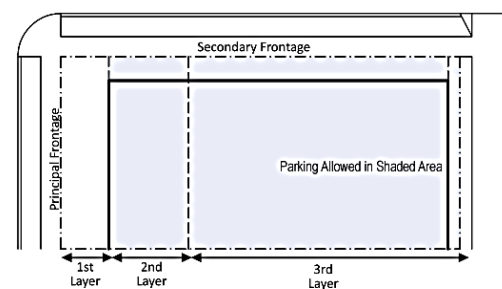 Secondary Frontage
Principal Frontage
Parking Allowed in Shaded Area
1st
Layer
2nd
Layer
3rd
Layer